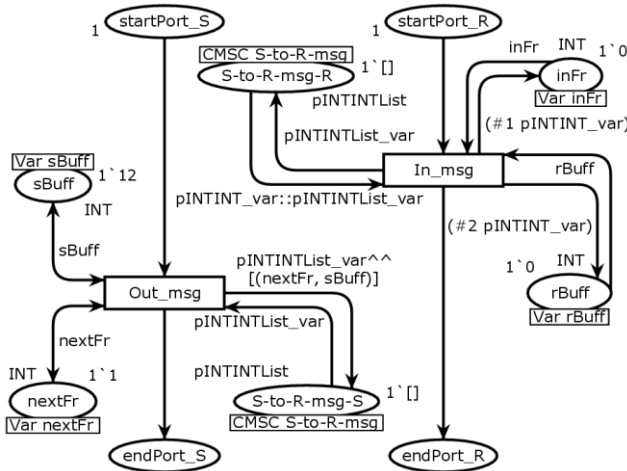 startPort_S
1
startPort_R
1
CMSC S-to-R-msg
S-to-R-msg-R
1`[]
pINTINTList
pINTINTList_var
inFr
INT
1`0
inFr
Var inFr
(#1 pINTINT_var)
In_msg
rBuff
pINTINT_var::pINTINTList_var
(#2 pINTINT_var)
INT
1`0
rBuff
Var rBuff
Var sBuff
sBuff
1`12
INT
sBuff
pINTINTList_var^^
[(nextFr, sBuff)]
Out_msg
pINTINTList_var
nextFr
pINTINTList
INT
1`1
nextFr
Var nextFr
S-to-R-msg-S
1`[]
CMSC S-to-R-msg
endPort_S
endPort_R